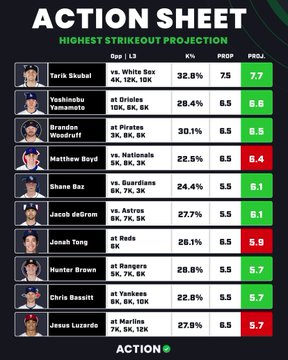 ACTION SHEET
HIGHEST STRIKEOUT PROJECTION
Opp | L3 K% PROP PROJ.
Tarik Skubal vs. White Sox 32.8% 7.5 7.7
4K, 12K, 10K
Yoshinobu Yamamoto at Orioles 28.4% 6.5 6.6
10K, 6K, 8K
Brandon Woodruff at Pirates 30.1% 6.5 6.5
3K, 8K, 6K
Matthew Boyd vs. Nationals 22.5% 6.5 6.4
5K, 8K, 3K
Shane Baz vs. Guardians 24.4% 5.5 6.1
6K, 7K, 3K
Jacob deGrom vs. Astros 27.7% 5.5 6.1
6K, 7K, 5K
Jonah Tong at Reds 26.1% 6.5 5.9
6K
Hunter Brown at Rangers 28.8% 5.5 5.7
5K, 7K, 6K
Chris Bassitt at Yankees 22.8% 5.5 5.7
8K, 6K, 10K
Jesus Luzardo at Marlins 27.9% 6.5 5.7
7K, 5K, 12K
ACTION